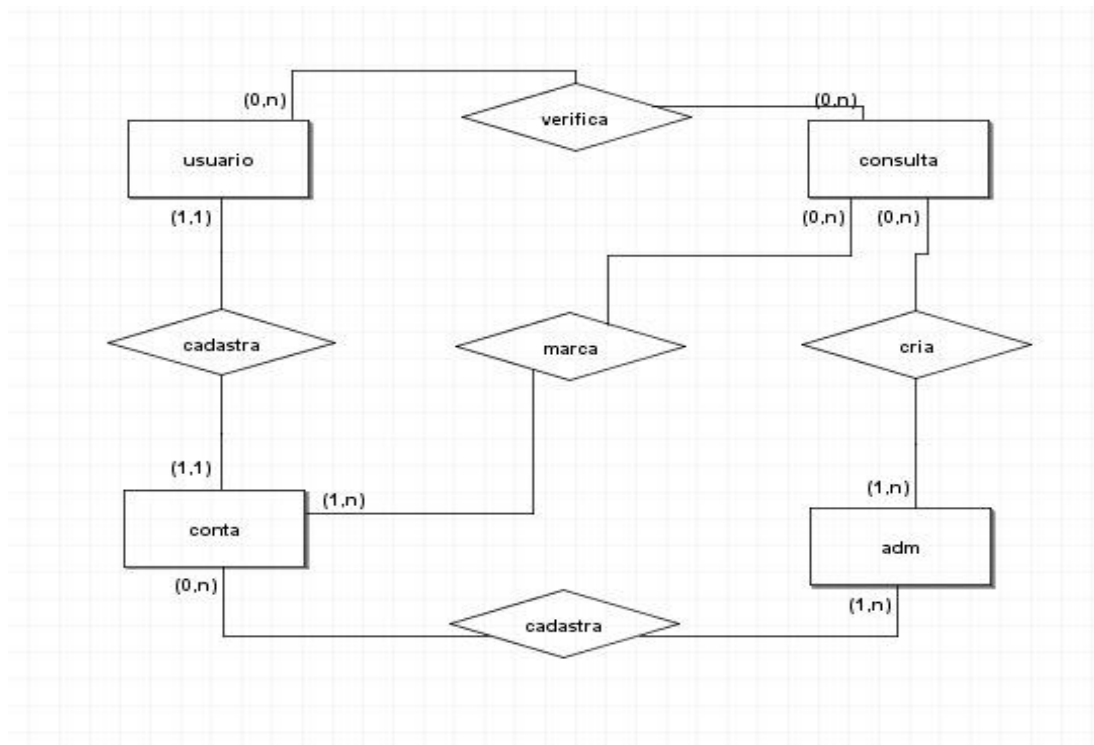 (0,n)
verifica
(0,n)
usuario
consulta
(1,1)
(0,n)
(0,n)
cadastra
marca
cria
(1,1)
(1,n)
(1,n)
conta
adm
(0,n)
(1,n)
cadastra